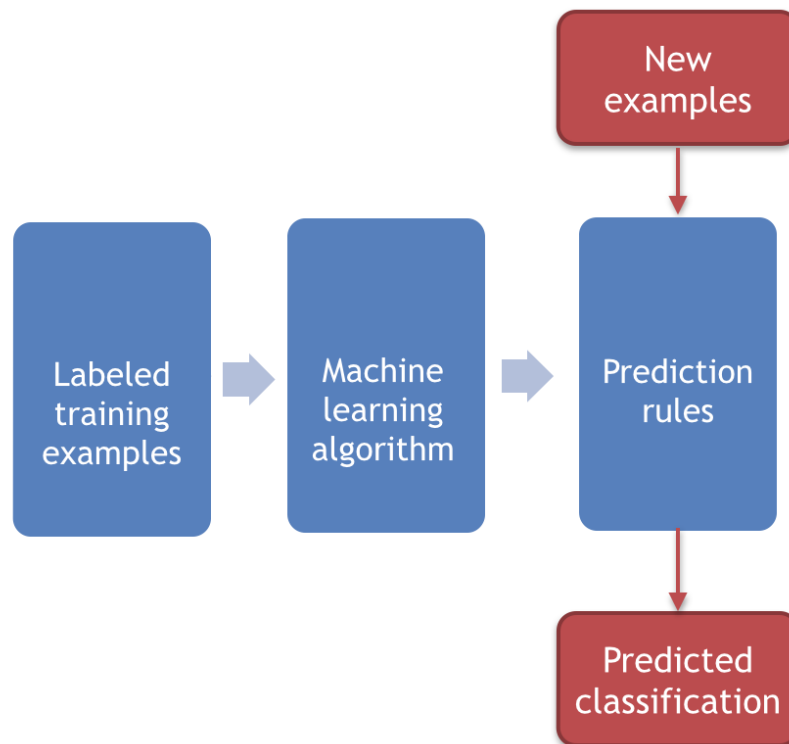 New
examples
Labeled
training
examples
Machine
learning
algorithm
Prediction
rules
Predicted
classification